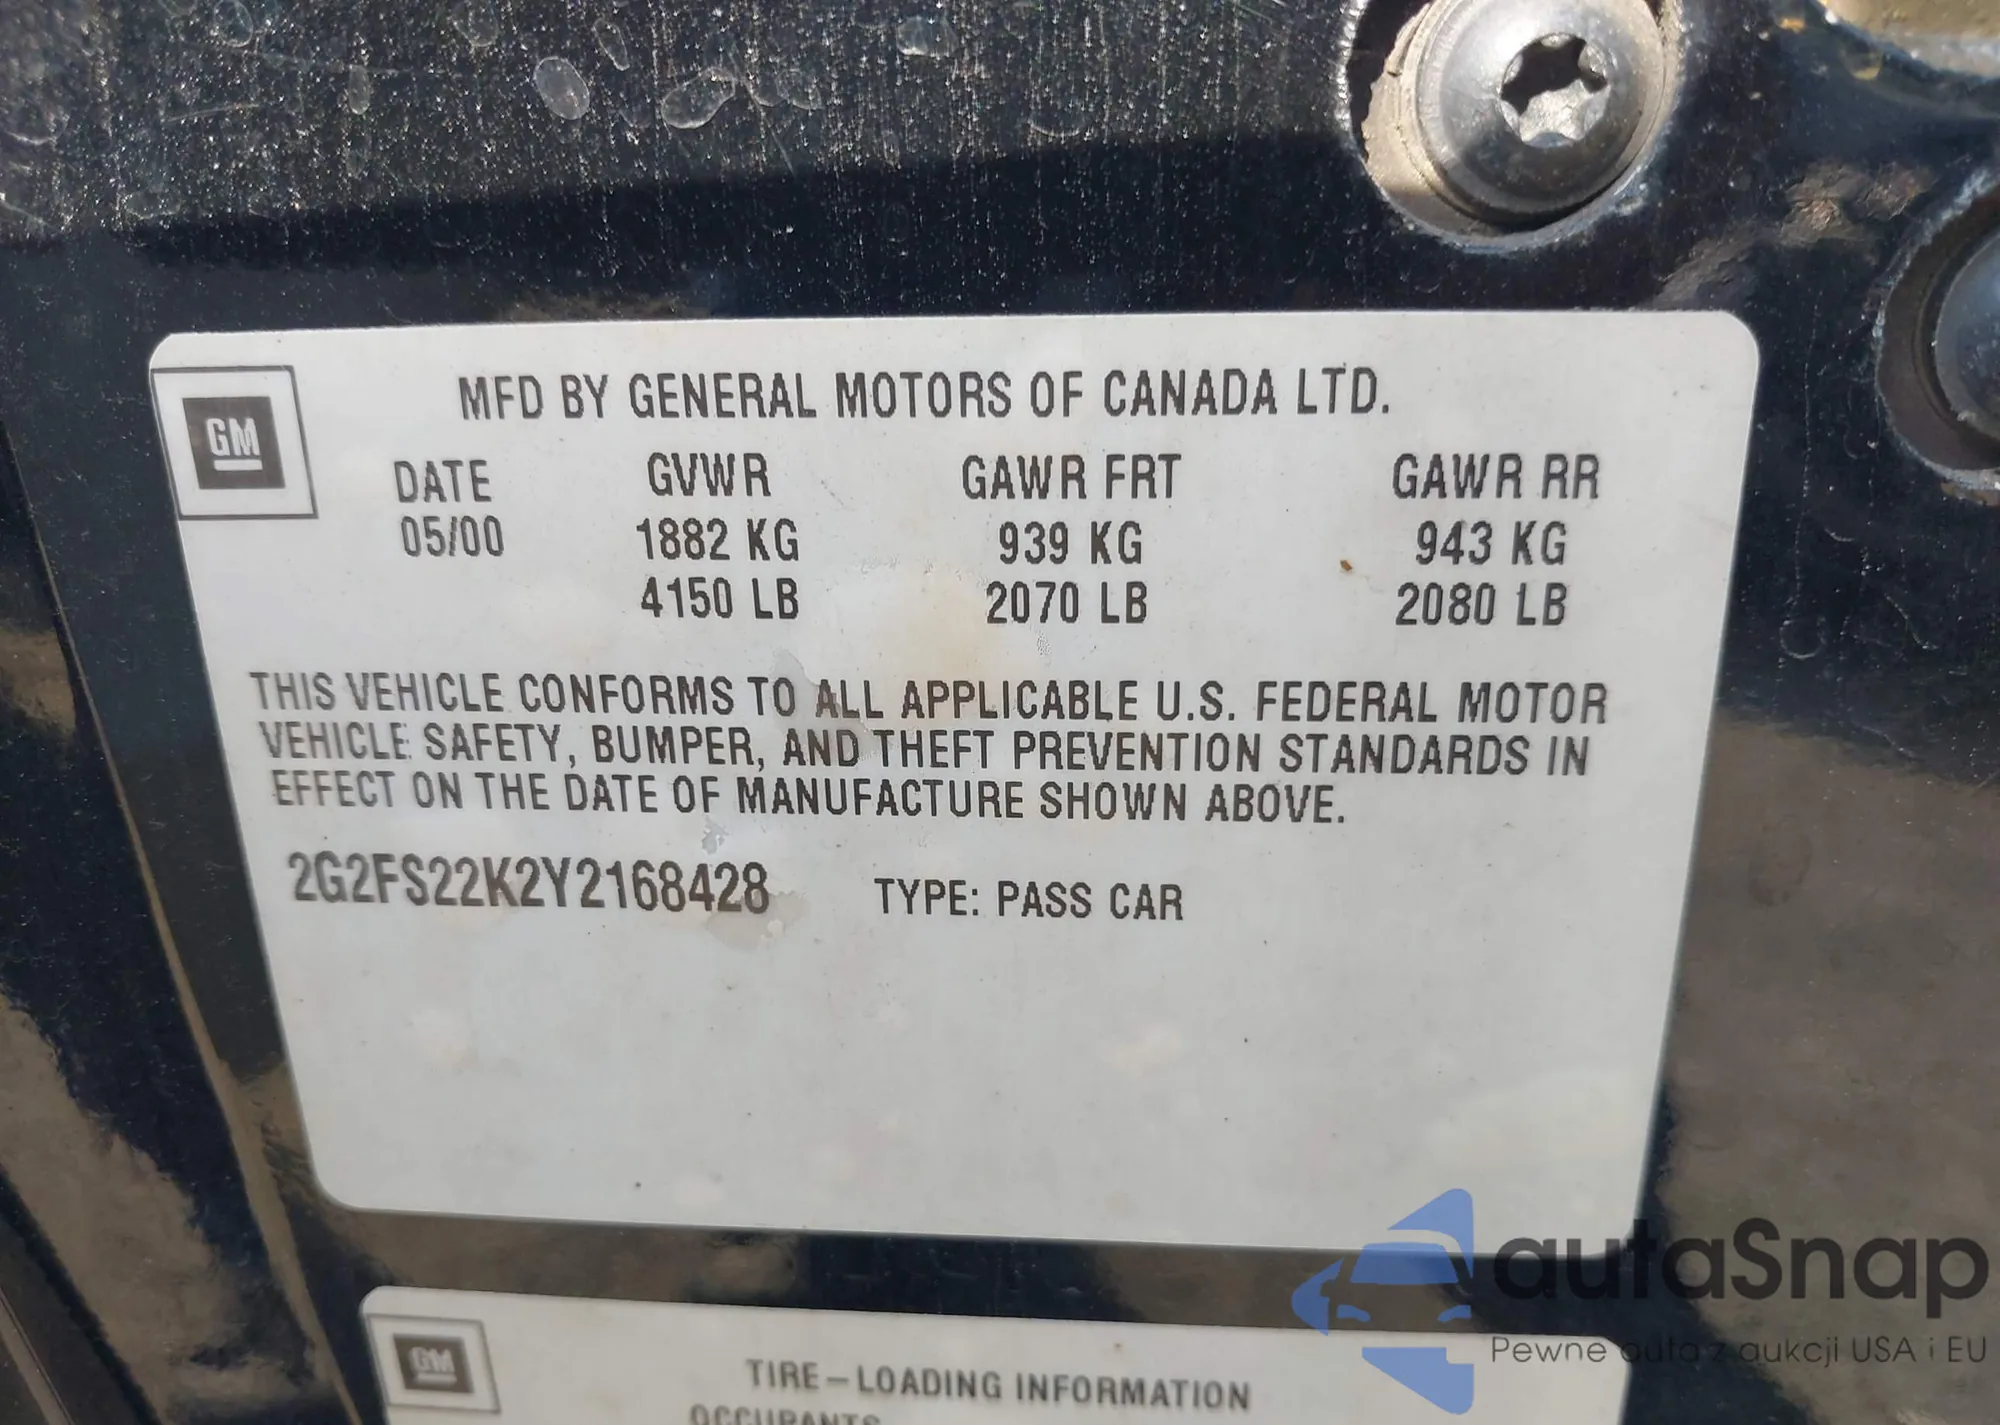 MFD BY GENERAL MOTORS OF CANADA LTD.
GM
DATE GVWR GAWR FRT GAWR RR
05/00 1882 KG 939 KG 943 KG
4150 LB 2070 LB 2080 LB
THIS VEHICLE CONFORMS TO ALL APPLICABLE U.S. FEDERAL MOTOR
VEHICLE SAFETY, BUMPER, AND THEFT PREVENTION STANDARDS IN
EFFECT ON THE DATE OF MANUFACTURE SHOWN ABOVE.
2G2FS22K2Y2168428 TYPE: PASS CAR
autaSnap
Pewne auta z aukcji USA i EU
GM
TIRE–LOADING INFORMATION
OCCUPANTS